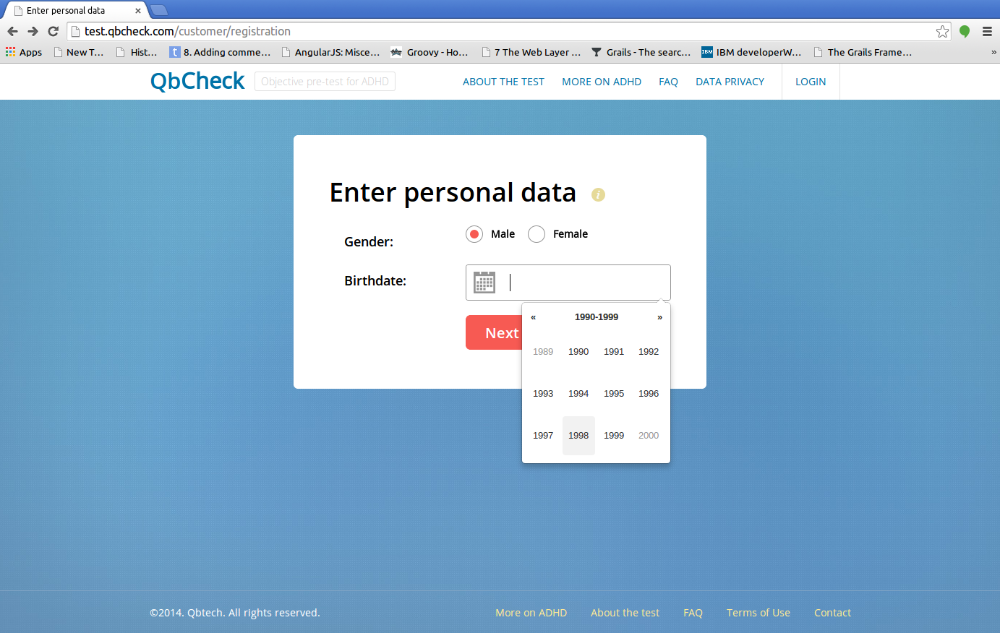 Enter personal data
test.qbcheck.com/customer/registration
Apps New T... Hist... 8. Adding comme... AngularJS: Misce... Groovy - Ho... 7 The Web Layer ... Grails - The searc... IBM developerW... The Grails Frame... »
QbCheck Objective pre-test for ADHD ABOUT THE TEST MORE ON ADHD FAQ DATA PRIVACY LOGIN
Enter personal data i
Gender: Male Female
Birthdate:
« 1990-1999 »
Next
1989 1990 1991 1992
1993 1994 1995 1996
1997 1998 1999 2000
©2014. Qbtech. All rights reserved. More on ADHD About the test FAQ Terms of Use Contact